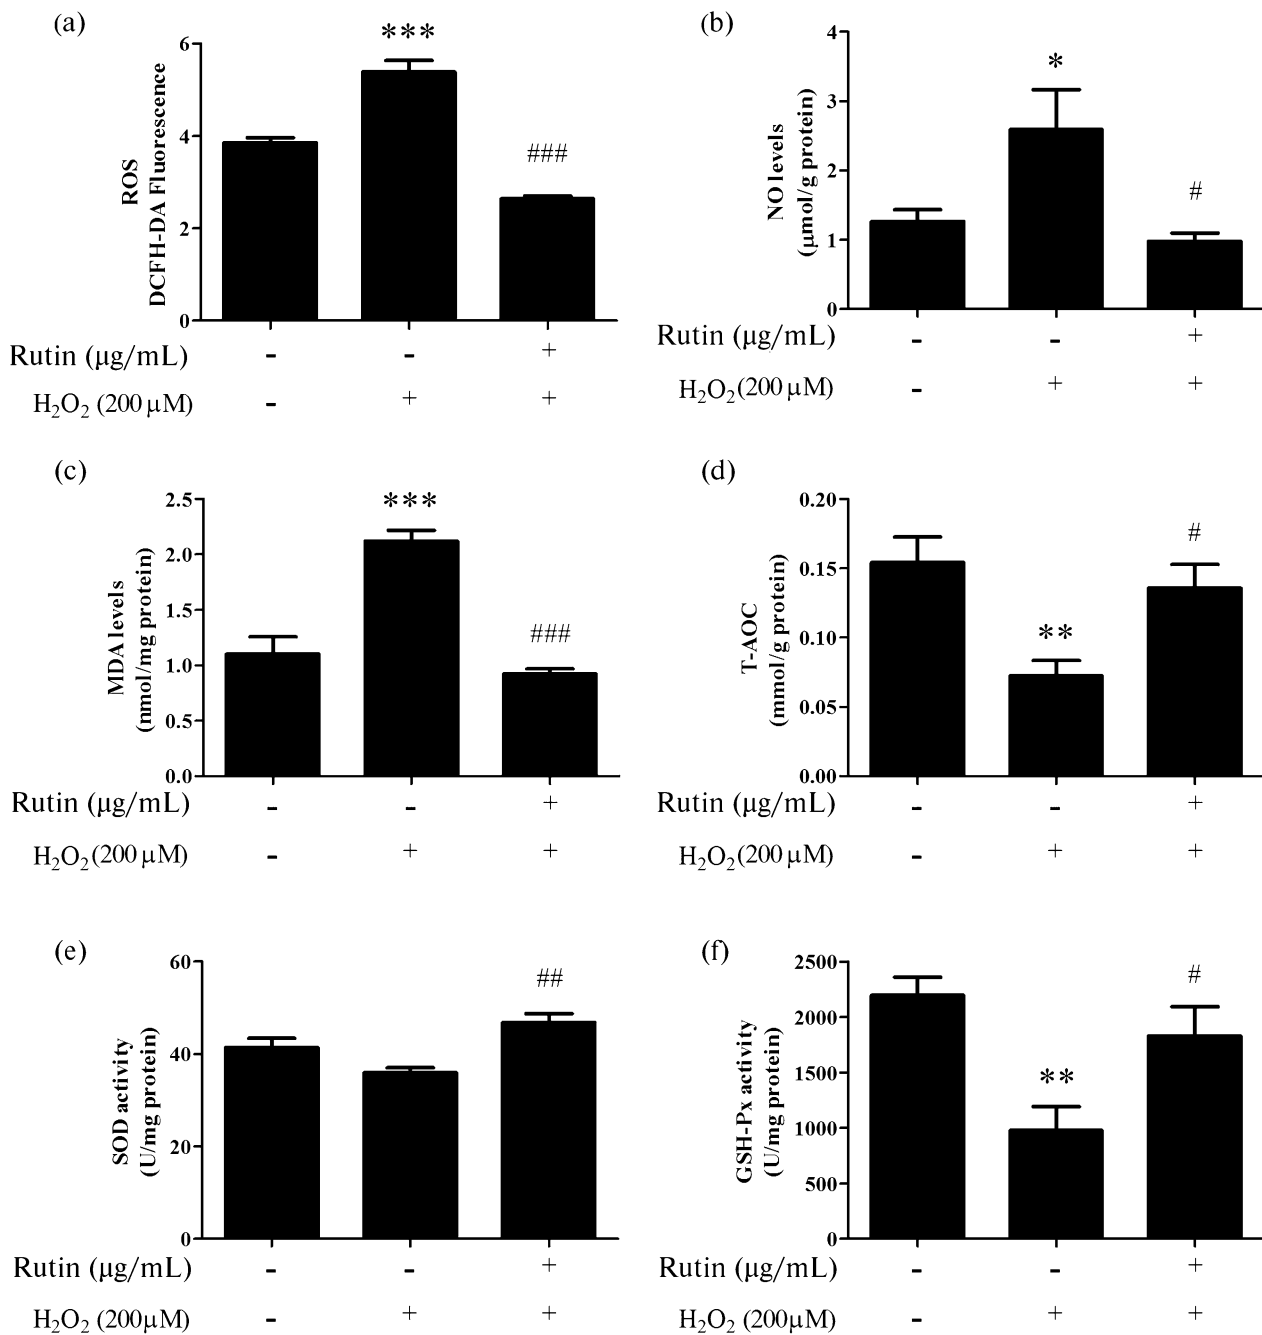 (a)
***
6
4
2
0
###
ROS
DCFH-DA Fluorescence
Rutin (μg/mL) - - +
H₂O₂ (200 μM) - + +
(b)
4
3
2
1
0
*
#
NO levels
(μmol/g protein)
Rutin (μg/mL) - - +
H₂O₂(200 μM) - + +
(c)
***
2.5
2.0
1.5
1.0
0.5
0.0
###
MDA levels
(nmol/mg protein)
Rutin (μg/mL) - - +
H₂O₂(200 μM) - + +
(d)
0.20
0.15
0.10
0.05
0.00
#
**
T-AOC
(mmol/g protein)
Rutin (μg/mL) - - +
H₂O₂(200 μM) - + +
(e)
60
40
20
0
##
SOD activity
(U/mg protein)
Rutin (μg/mL) - - +
H₂O₂ (200μM) - + +
(f)
2500
2000
1500
1000
500
0
#
**
GSH-Px activity
(U/mg protein)
Rutin (μg/mL) - - +
H₂O₂ (200μM) - + +